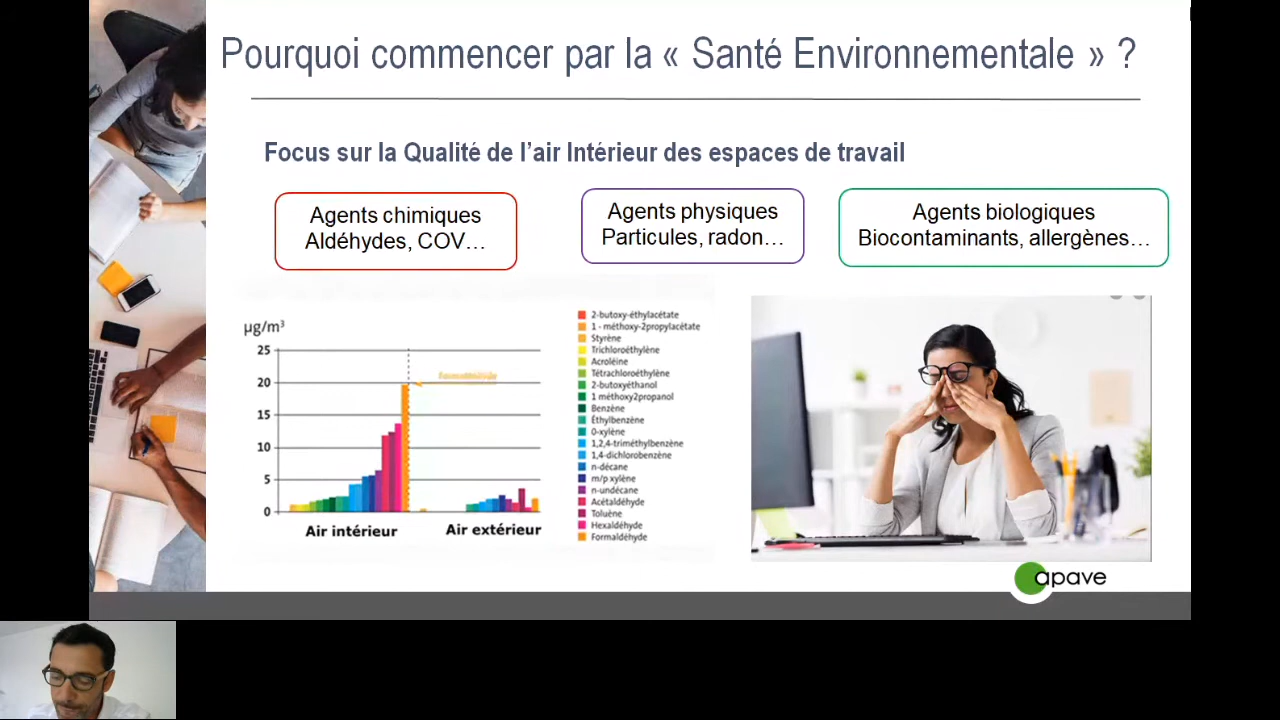 Pourquoi commencer par la « Santé Environnementale » ?
Focus sur la Qualité de l'air Intérieur des espaces de travail
Agents chimiques
Aldéhydes, COV…
Agents physiques
Particules, radon…
Agents biologiques
Biocontaminants, allergènes…
µg/m³
25
20
15
10
5
0
Air intérieur
Air extérieur
2-butoxy-éthylacétate
1 - méthoxy-2propylacétate
Styrène
Trichloroéthylène
Acroléine
Tétrachloroéthylène
2-butoxyéthanol
1 méthoxy2propanol
Benzène
Éthylbenzène
O-xylène
1,2,4-triméthylbenzène
1,4-dichlorobenzène
n-décane
m/p xylène
n-undécane
Acétaldéhyde
Toluène
Hexaldéhyde
Formaldéhyde
apave